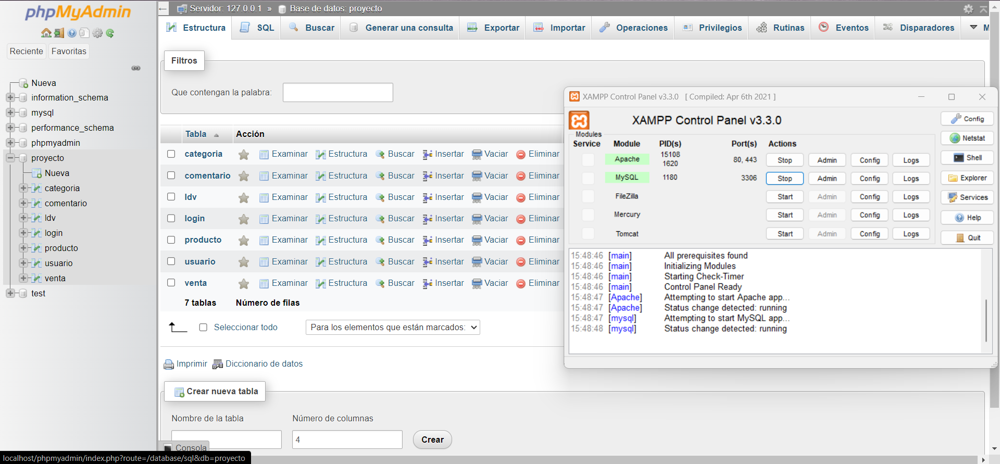 phpMyAdmin
Reciente Favoritas
Nueva
information_schema
mysql
performance_schema
phpmyadmin
proyecto
Nueva
categoria
comentario
ldv
login
producto
usuario
venta
test
Servidor: 127.0.0.1 » Base de datos: proyecto
Estructura SQL Buscar Generar una consulta Exportar Importar Operaciones Privilegios Rutinas Eventos Disparadores M
Filtros
Que contengan la palabra:
Tabla Acción
categoria Examinar Estructura Buscar Insertar Vaciar Eliminar
comentario Examinar Estructura Buscar Insertar Vaciar Eliminar
ldv Examinar Estructura Buscar Insertar Vaciar Eliminar
login Examinar Estructura Buscar Insertar Vaciar Eliminar
producto Examinar Estructura Buscar Insertar Vaciar Eliminar
usuario Examinar Estructura Buscar Insertar Vaciar Eliminar
venta Examinar Estructura Buscar Insertar Vaciar Eliminar
7 tablas Número de filas
Seleccionar todo Para los elementos que están marcados:
Imprimir Diccionario de datos
Crear nueva tabla
Nombre de la tabla Número de columnas
4 Crear
Consola
localhost/phpmyadmin/index.php?route=/database/sql&db=proyecto
XAMPP Control Panel v3.3.0 [ Compiled: Apr 6th 2021 ]
XAMPP Control Panel v3.3.0
Modules
Service Module PID(s) Port(s) Actions
Apache 15108 1620 80, 443 Stop Admin Config Logs
MySQL 1180 3306 Stop Admin Config Logs
FileZilla Start Admin Config Logs
Mercury Start Admin Config Logs
Tomcat Start Admin Config Logs
Config
Netstat
Shell
Explorer
Services
Help
Quit
15:48:46 [main] All prerequisites found
15:48:46 [main] Initializing Modules
15:48:46 [main] Starting Check-Timer
15:48:46 [main] Control Panel Ready
15:48:47 [Apache] Attempting to start Apache app...
15:48:47 [Apache] Status change detected: running
15:48:47 [mysql] Attempting to start MySQL app...
15:48:48 [mysql] Status change detected: running